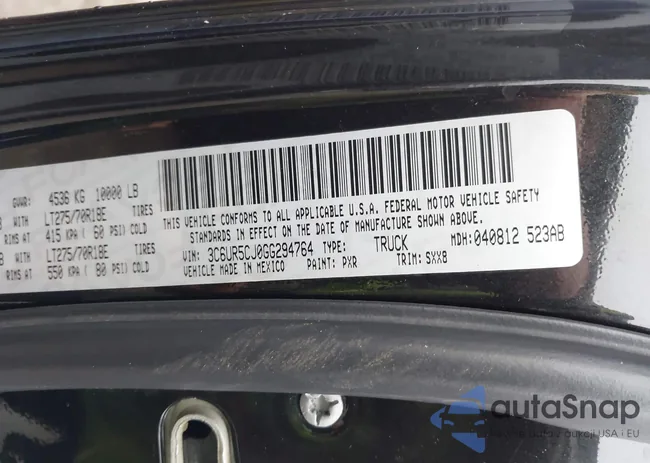 GVWR: 4536 KG 10000 LB
WITH LT275/70R18E TIRES
RIMS AT 415 KPA ( 60 PSI) COLD
WITH LT275/70R18E TIRES
RIMS AT 550 KPA ( 80 PSI) COLD
THIS VEHICLE CONFORMS TO ALL APPLICABLE U.S.A. FEDERAL MOTOR VEHICLE SAFETY
STANDARDS IN EFFECT ON THE DATE OF MANUFACTURE SHOWN ABOVE.
VIN: 3C6UR5CJ0GG294764 TYPE: TRUCK MDH: 040812 523AB
VEHICLE MADE IN MEXICO PAINT: PXR TRIM: SXX8
autoSnap
aukcji USA i EU